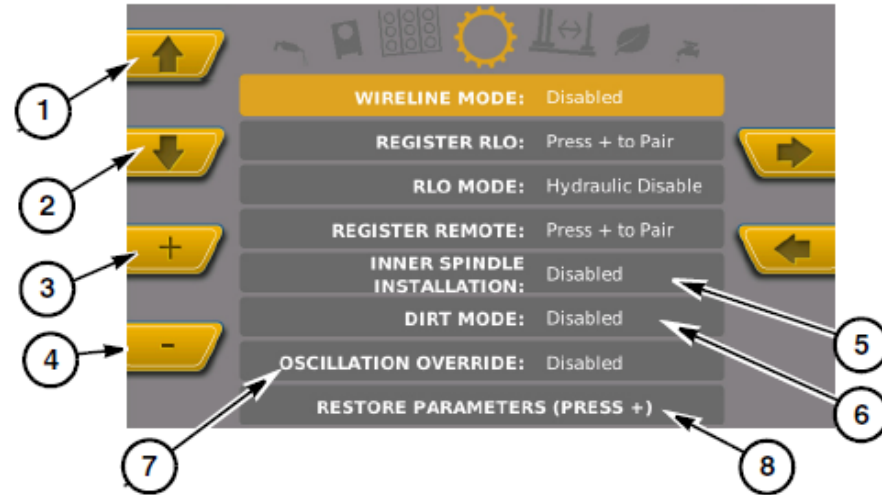 1
2
3
+
4
-
WIRELINE MODE: Disabled
REGISTER RLO: Press + to Pair
RLO MODE: Hydraulic Disable
REGISTER REMOTE: Press + to Pair
INNER SPINDLE
INSTALLATION: Disabled
DIRT MODE: Disabled
OSCILLATION OVERRIDE: Disabled
RESTORE PARAMETERS (PRESS +)
5
6
7
8